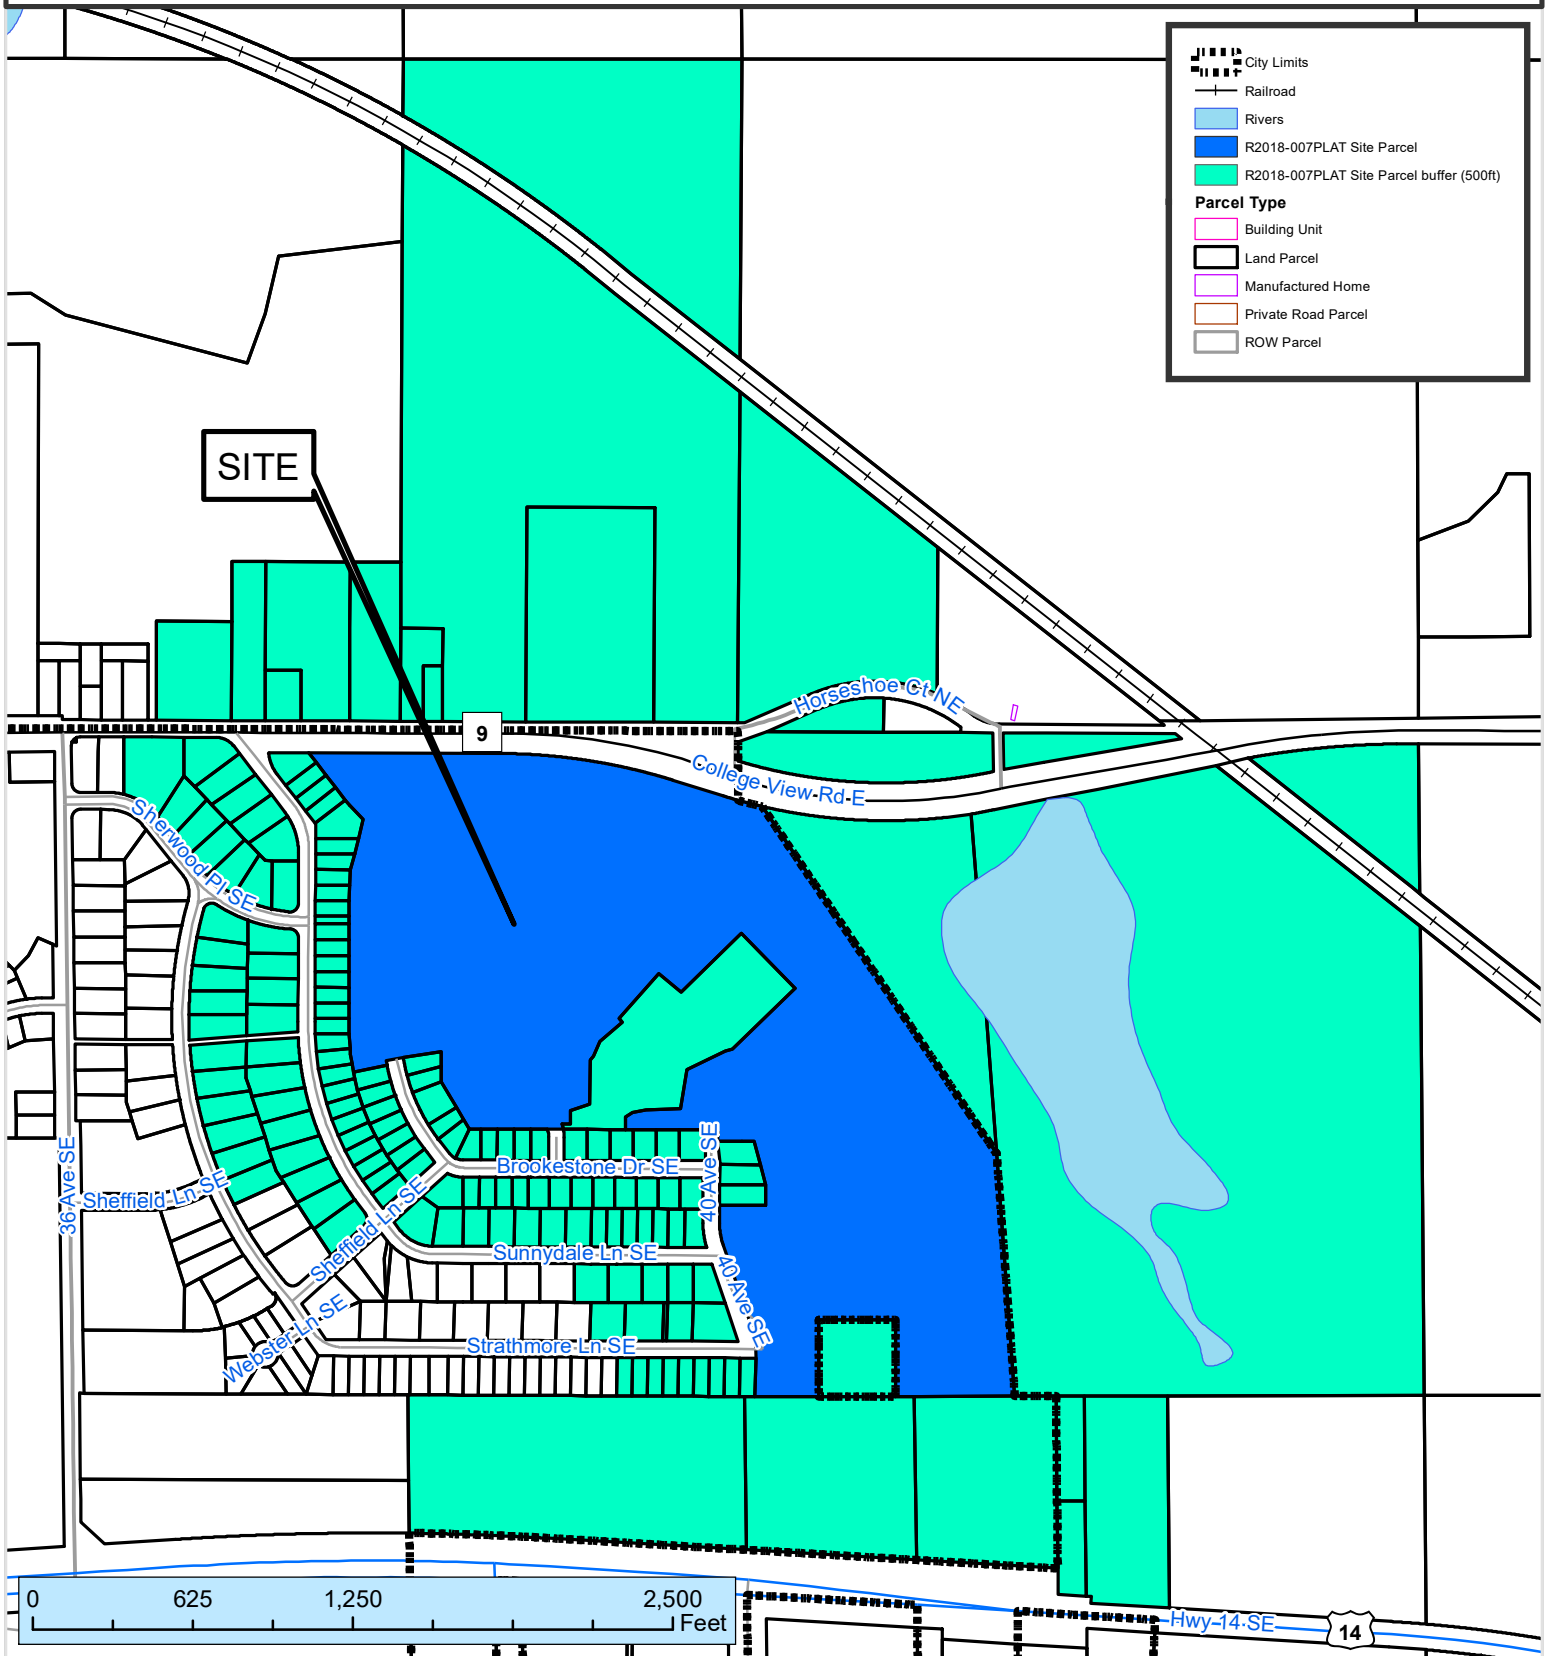 City Limits
Railroad
Rivers
R2018-007PLAT Site Parcel
R2018-007PLAT Site Parcel buffer (500ft)
Parcel Type
Building Unit
Land Parcel
Manufactured Home
Private Road Parcel
ROW Parcel
SITE
Horseshoe Ct NE
9
College View Rd E
Sherwood Pl SE
36 Ave SE
Sheffield Ln SE
Brookestone Dr SE
40 Ave SE
Sheffield Ln SE
Sunnydale Ln SE
40 Ave SE
Webster Ln SE
Strathmore Ln SE
0 625 1,250 2,500
Feet
Hwy 14 SE
14